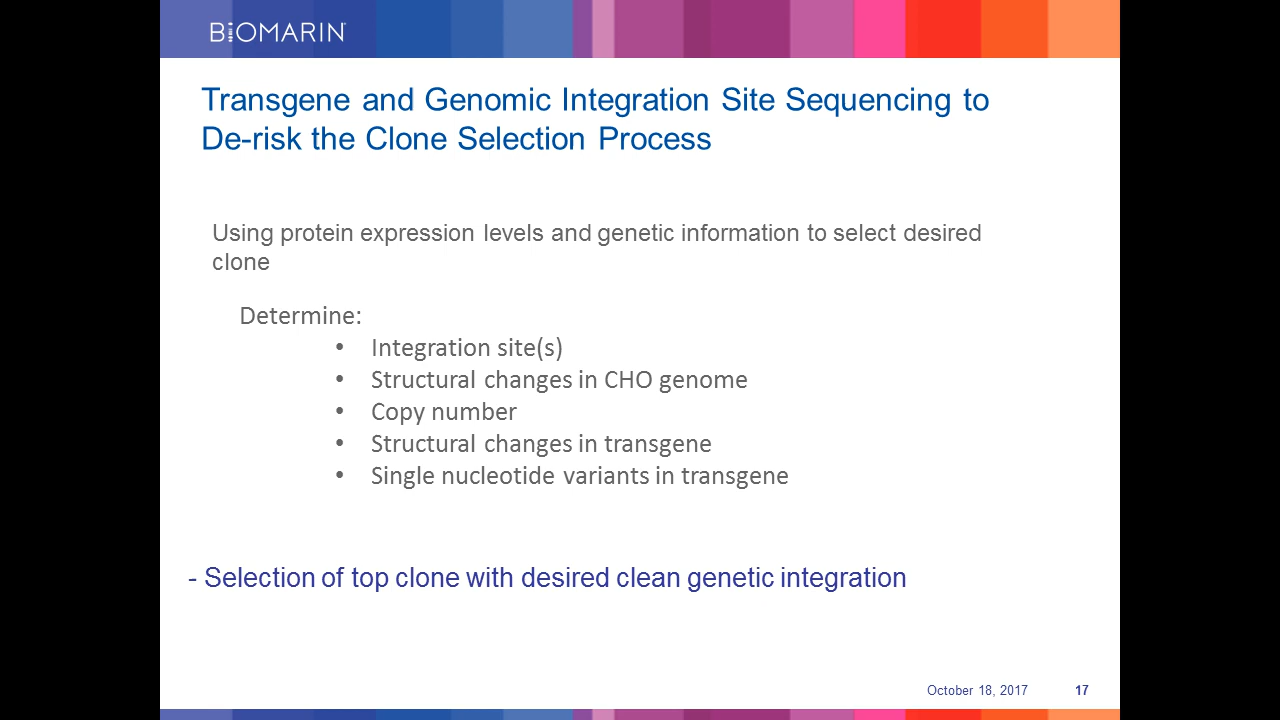 BIOMARIN
Transgene and Genomic Integration Site Sequencing to
De-risk the Clone Selection Process
Using protein expression levels and genetic information to select desired
clone
Determine:
• Integration site(s)
• Structural changes in CHO genome
• Copy number
• Structural changes in transgene
• Single nucleotide variants in transgene
- Selection of top clone with desired clean genetic integration
October 18, 2017 17